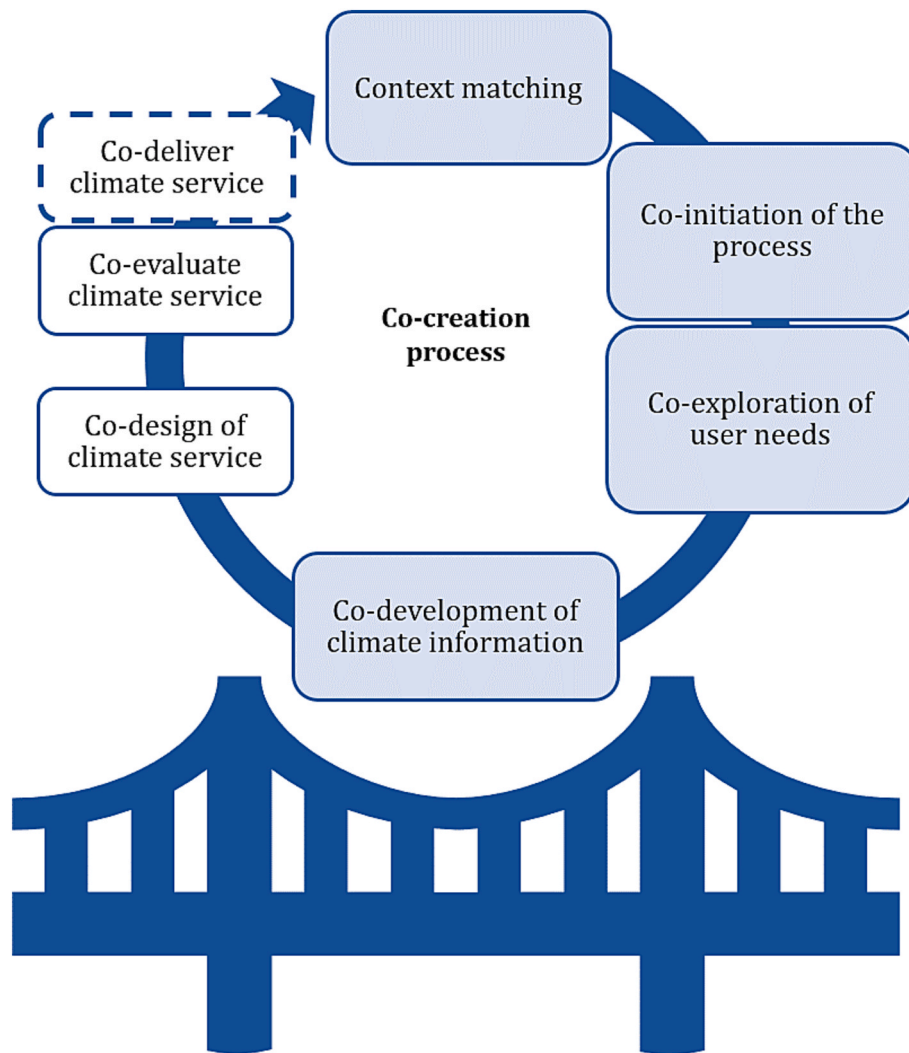 Context matching
Co-initiation of the
process
Co-exploration of
user needs
Co-development of
climate information
Co-design of
climate service
Co-evaluate
climate service
Co-deliver
climate service
Co-creation
process